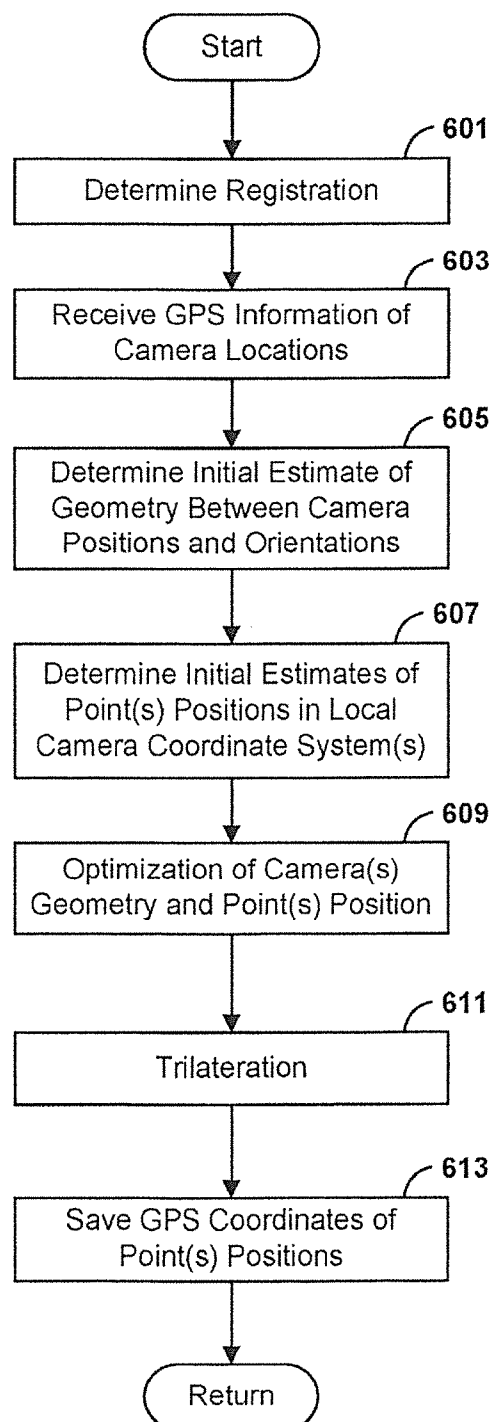 Start
601
Determine Registration
603
Receive GPS Information of
Camera Locations
605
Determine Initial Estimate of
Geometry Between Camera
Positions and Orientations
607
Determine Initial Estimates of
Point(s) Positions in Local
Camera Coordinate System(s)
609
Optimization of Camera(s)
Geometry and Point(s) Position
611
Trilateration
613
Save GPS Coordinates of
Point(s) Positions
Return